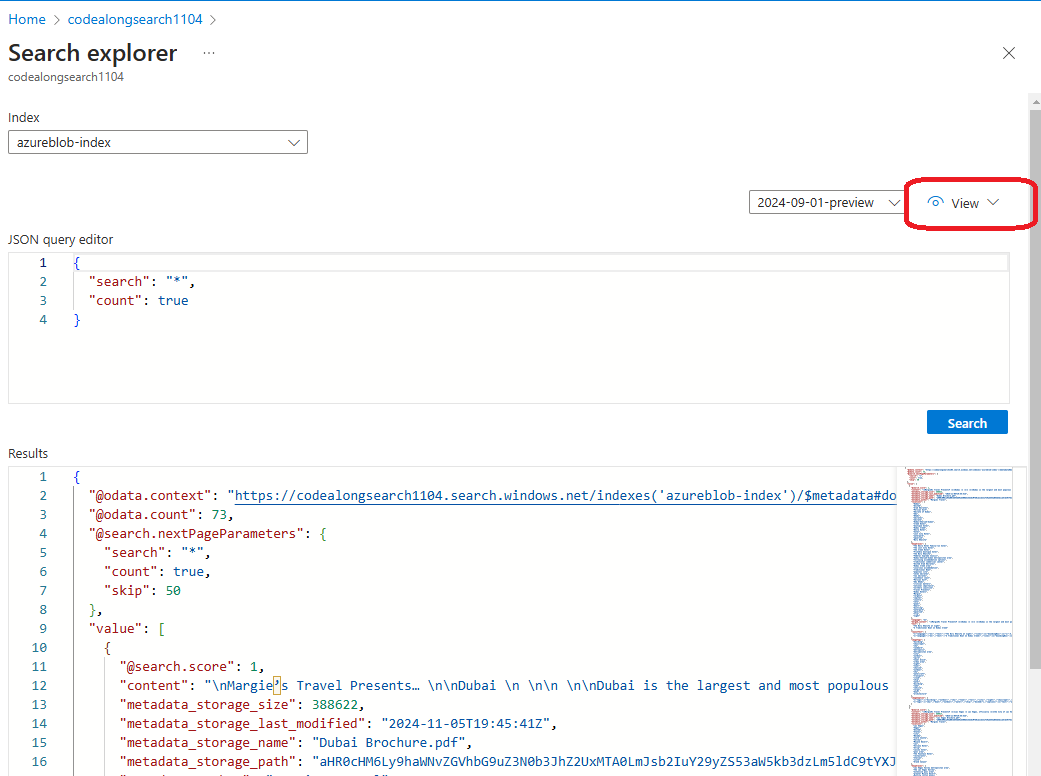 Home > codealongsearch1104 >
Search explorer ...
codealongsearch1104
Index
azureblob-index
2024-09-01-preview View
JSON query editor
1 {
2 "search": "*",
3 "count": true
4 }
Search
Results
1 {
2 "@odata.context": "https://codealongsearch1104.search.windows.net/indexes('azureblob-index')/$metadata#do
3 "@odata.count": 73,
4 "@search.nextPageParameters": {
5 "search": "*",
6 "count": true,
7 "skip": 50
8 },
9 "value": [
10 {
11 "@search.score": 1,
12 "content": "\nMargie’s Travel Presents… \n\nDubai \n \n\n \n\nDubai is the largest and most populous
13 "metadata_storage_size": 388622,
14 "metadata_storage_last_modified": "2024-11-05T19:45:41Z",
15 "metadata_storage_name": "Dubai Brochure.pdf",
16 "metadata_storage_path": "aHR0cHM6Ly9haWNvZGVhbG9uZ3N0b3JhZ2UxMTA0LmJsb2IuY29yZS53aW5kb3dzLm5ldC9tYXJ